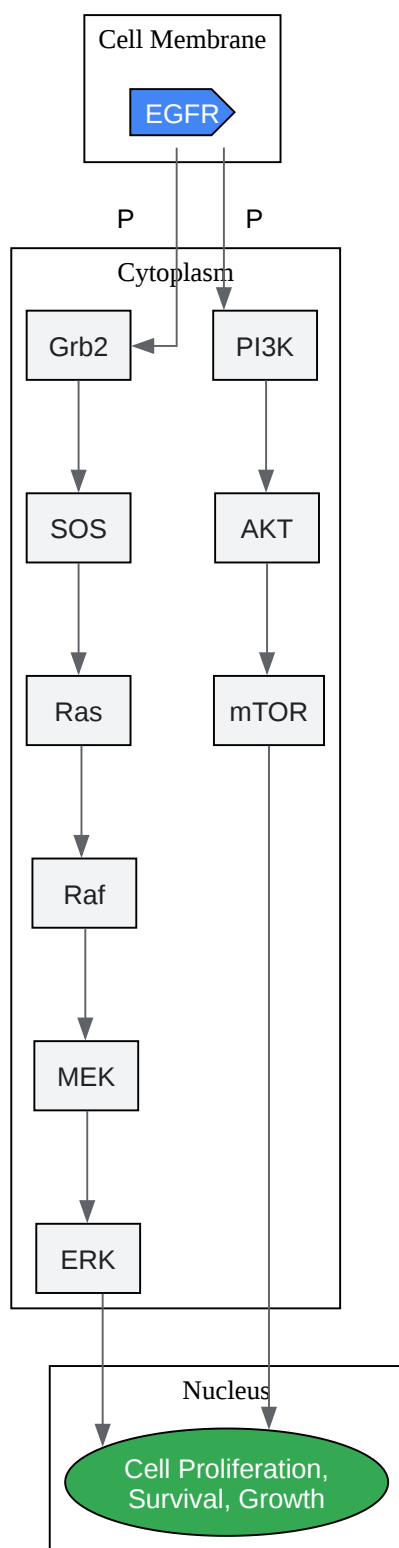 Cell Membrane
EGFR
P
P
Cytoplasm
Grb2
PI3K
SOS
AKT
Ras
mTOR
Raf
MEK
ERK
Nucleus
Cell Proliferation,
Survival, Growth